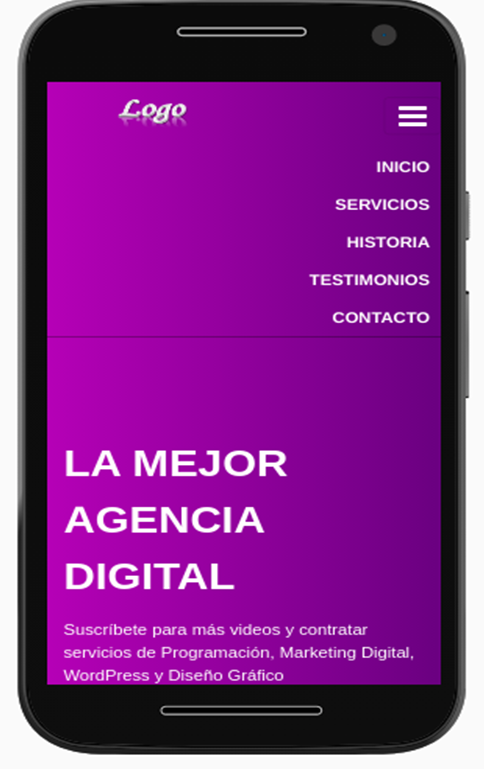 Logo
INICIO
SERVICIOS
HISTORIA
TESTIMONIOS
CONTACTO
LA MEJOR
AGENCIA
DIGITAL
Suscríbete para más videos y contratar
servicios de Programación, Marketing Digital,
WordPress y Diseño Gráfico